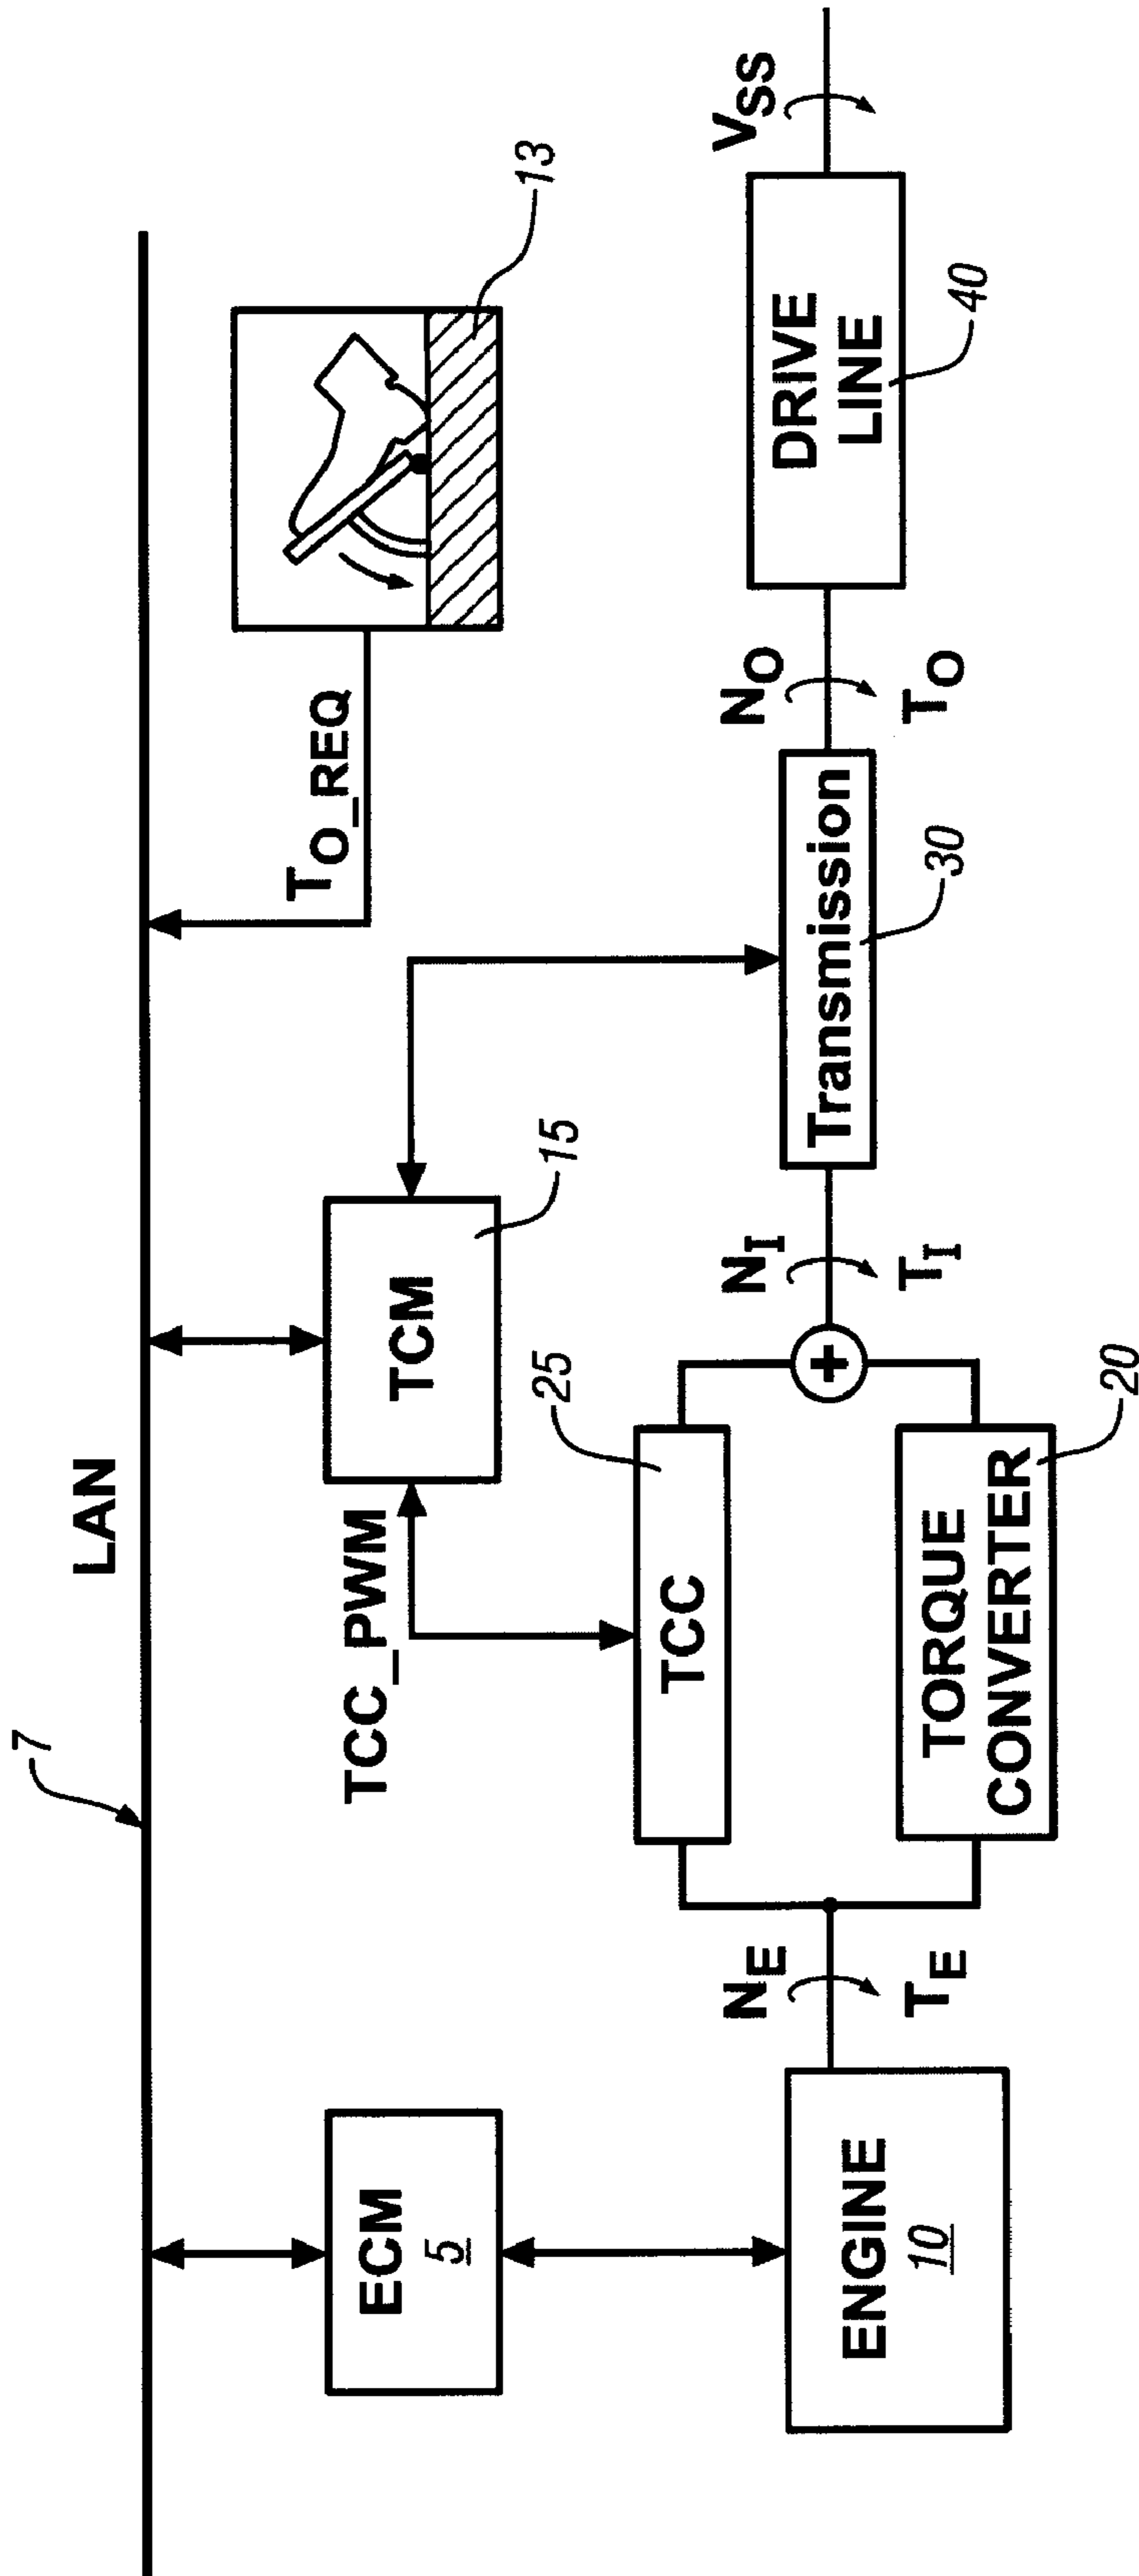 7
LAN
T_O_REQ
13
ECM
5
TCC_PWM
TCM
15
ENGINE
10
N_E
T_E
TCC
25
TORQUE
CONVERTER
20
+
N_I
T_I
Transmission
30
N_O
T_O
DRIVE
LINE
40
V_SS